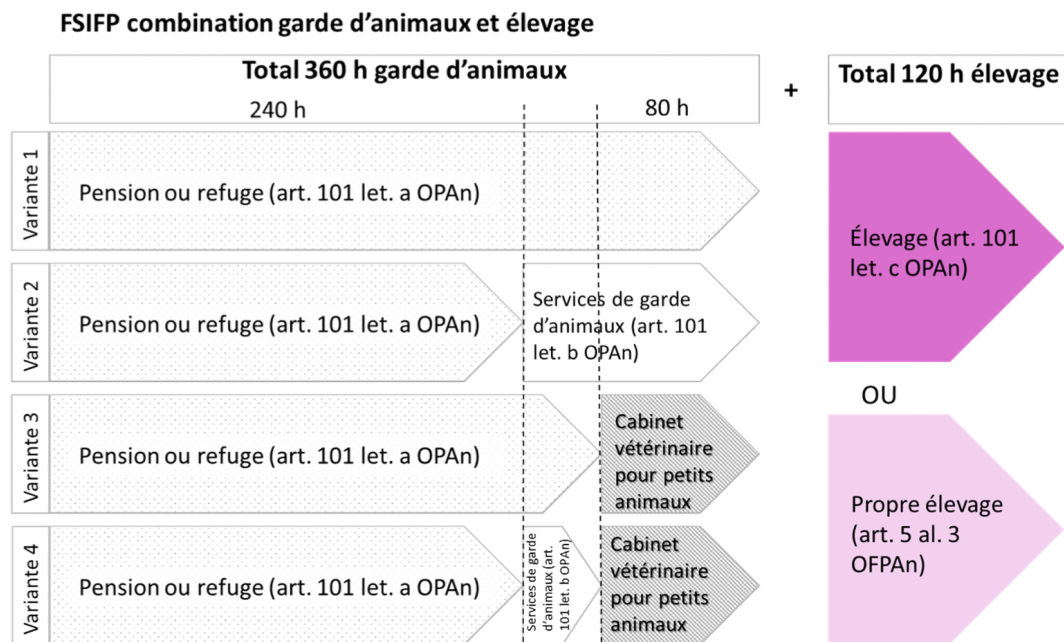 FSIFP combination garde d’animaux et élevage
Total 360 h garde d’animaux
+
Total 120 h élevage
240 h
80 h
Variante 1
Pension ou refuge (art. 101 let. a OPAn)
Élevage (art. 101
let. c OPAn)
Variante 2
Pension ou refuge (art. 101 let. a OPAn)
Services de garde
d’animaux (art. 101
let. b OPAn)
OU
Variante 3
Pension ou refuge (art. 101 let. a OPAn)
Cabinet
vétérinaire
pour petits
animaux
Propre élevage
(art. 5 al. 3
OFPAn)
Variante 4
Pension ou refuge (art. 101 let. a OPAn)
Services de garde
d’animaux (art.
101 let. b OPAn)
Cabinet
vétérinaire
pour petits
animaux